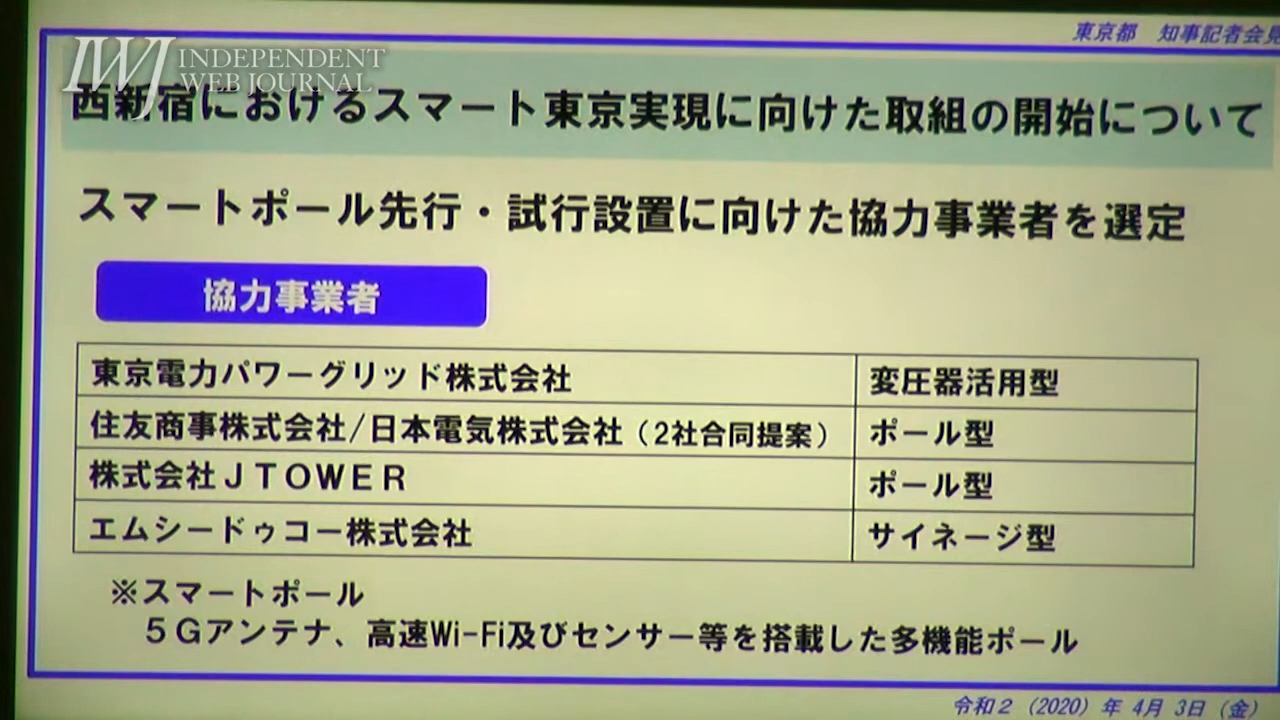 東京都 知事記者会見
IWJ INDEPENDENT
WEB JOURNAL
西新宿におけるスマート東京実現に向けた取組の開始について
スマートポール先行・試行設置に向けた協力事業者を選定
協力事業者
東京電力パワーグリッド株式会社 変圧器活用型
住友商事株式会社/日本電気株式会社（2社合同提案） ポール型
株式会社ＪＴＯＷＥＲ ポール型
エムシードゥコー株式会社 サイネージ型
※スマートポール
５Ｇアンテナ、高速Wi-Fi及びセンサー等を搭載した多機能ポール
令和２（2020）年 4月 3日（金）